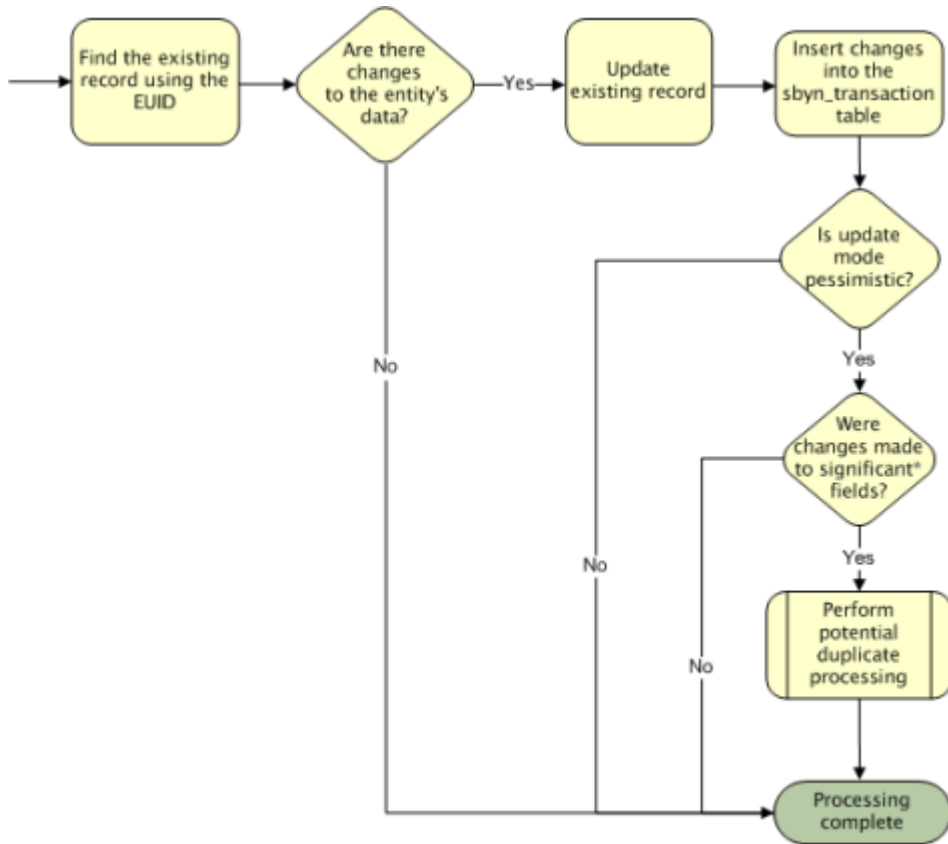 Find the existing
record using the
EUID
Are there
changes
to the entity's
data?
Yes
Update
existing record
Insert changes
into the
sbyn_transaction
table
Is update
mode
pessimistic?
No
Yes
Were
changes made
to significant*
fields?
No
Yes
Perform
potential
duplicate
processing
No
Processing
complete